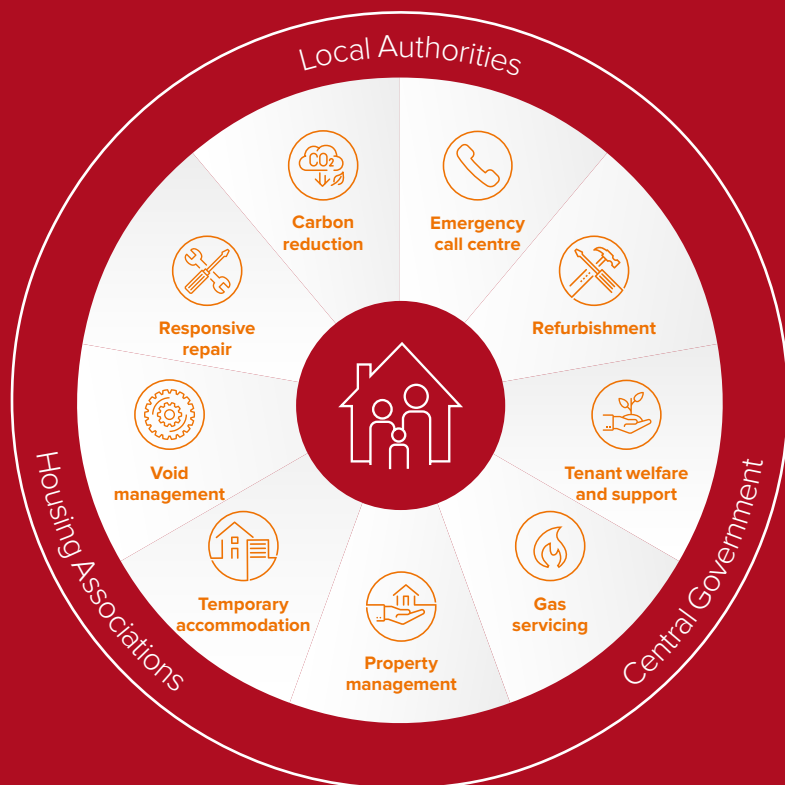 Local Authorities
Carbon
reduction
Emergency
call centre
Responsive
repair
Refurbishment
Void
management
Tenant welfare
and support
Temporary
accommodation
Gas
servicing
Property
management
Housing Associations
Central Government
CO2